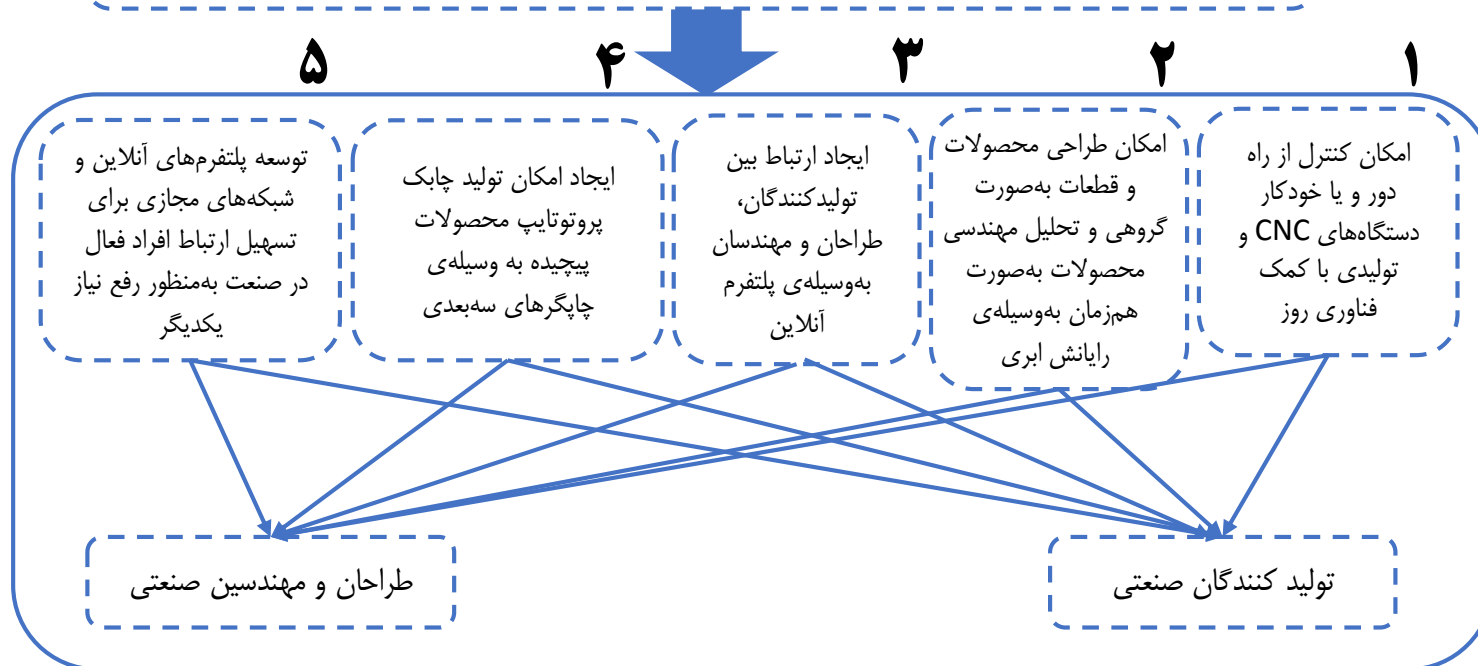 ۱
۲
۳
۴
۵
امکان کنترل از راه
دور و یا خودکار
دستگاه‌های CNC و
تولیدی با کمک
فناوری روز
امکان طراحی محصولات
و قطعات به‌صورت
گروهی و تحلیل مهندسی
محصولات به‌صورت
هم‌زمان به‌وسیله‌ی
رایانش ابری
ایجاد ارتباط بین
تولیدکنندگان،
طراحان و مهندسان
به‌وسیله‌ی پلتفرم
آنلاین
ایجاد امکان تولید چابک
پروتوتایپ محصولات
پیچیده به وسیله‌ی
چاپگرهای سه‌بعدی
توسعه پلتفرم‌های آنلاین و
شبکه‌های مجازی برای
تسهیل ارتباط افراد فعال
در صنعت به‌منظور رفع نیاز
یکدیگر
تولید کنندگان صنعتی
طراحان و مهندسین صنعتی